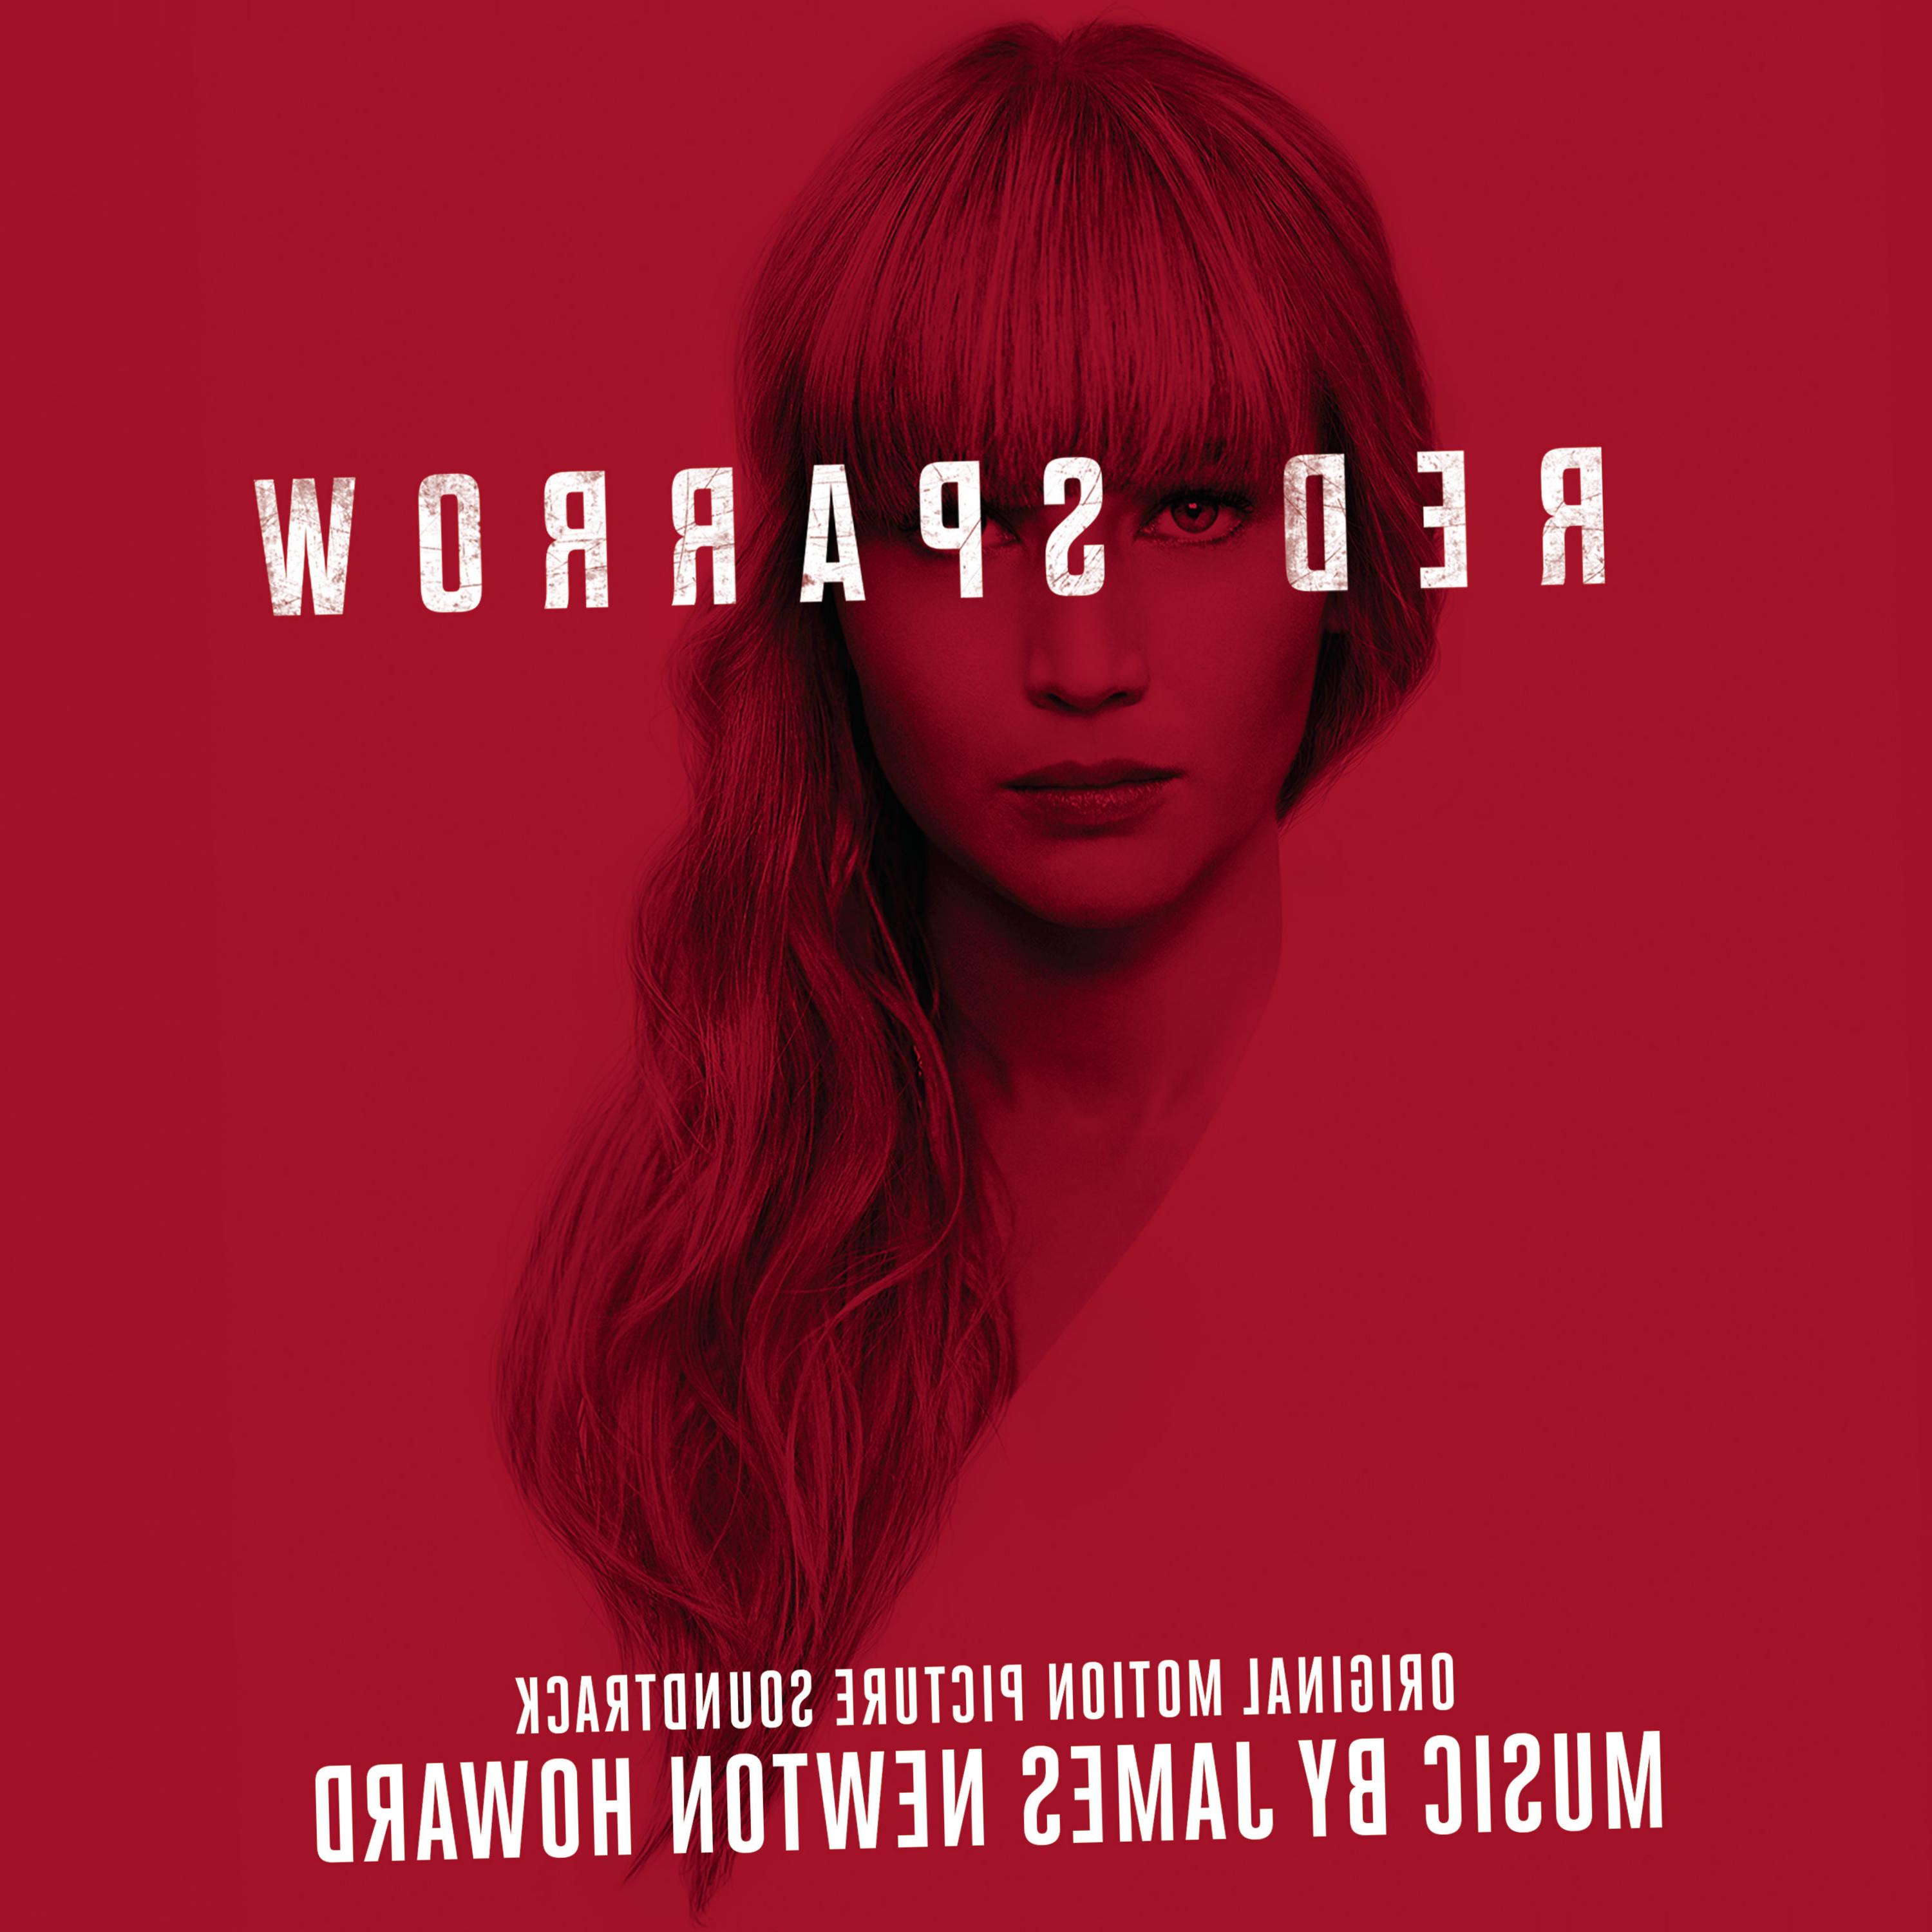 RED SPARROW
ORIGINAL MOTION PICTURE SOUNDTRACK
MUSIC BY JAMES NEWTON HOWARD